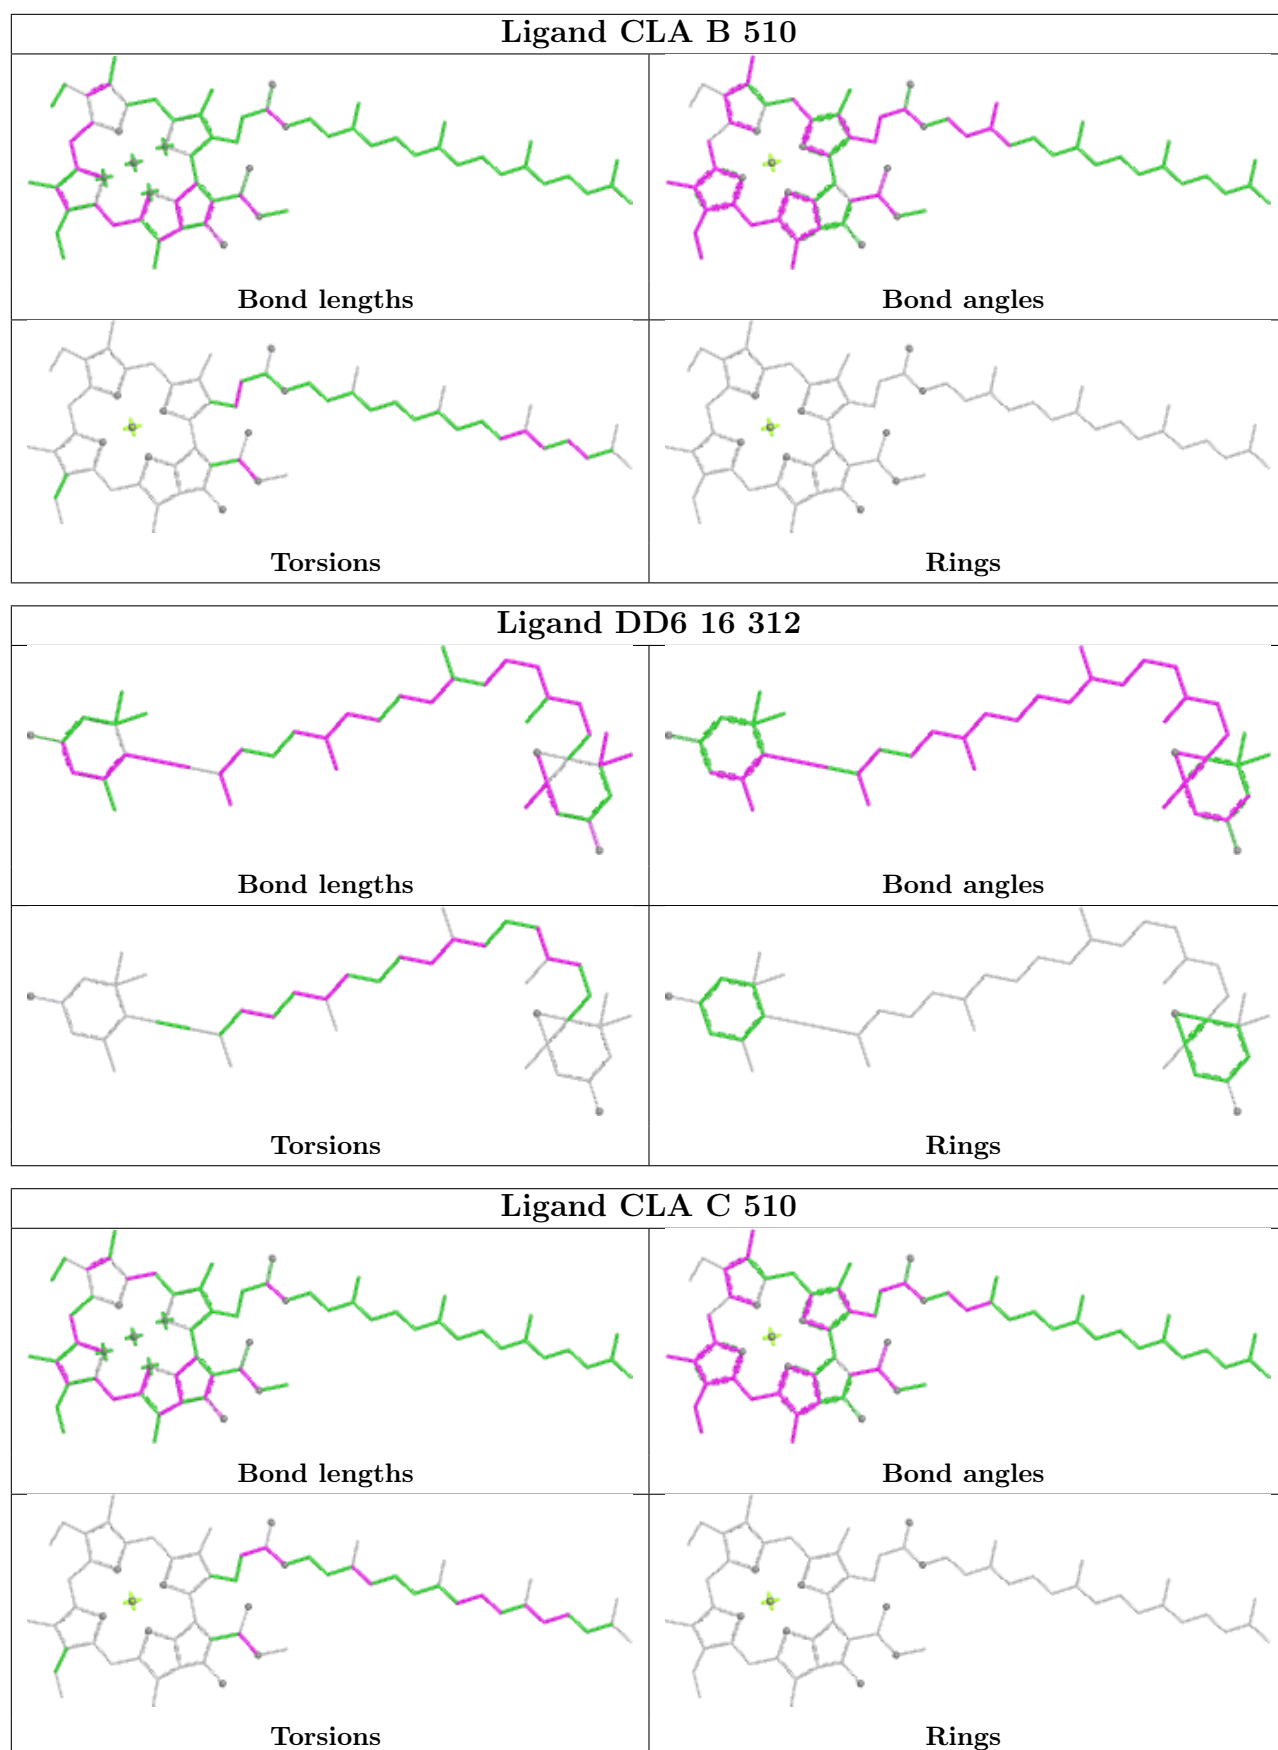 Ligand CLA B 510
Bond lengths
Bond angles
Torsions
Rings
Ligand DD6 16 312
Bond lengths
Bond angles
Torsions
Rings
Ligand CLA C 510
Bond lengths
Bond angles
Torsions
Rings